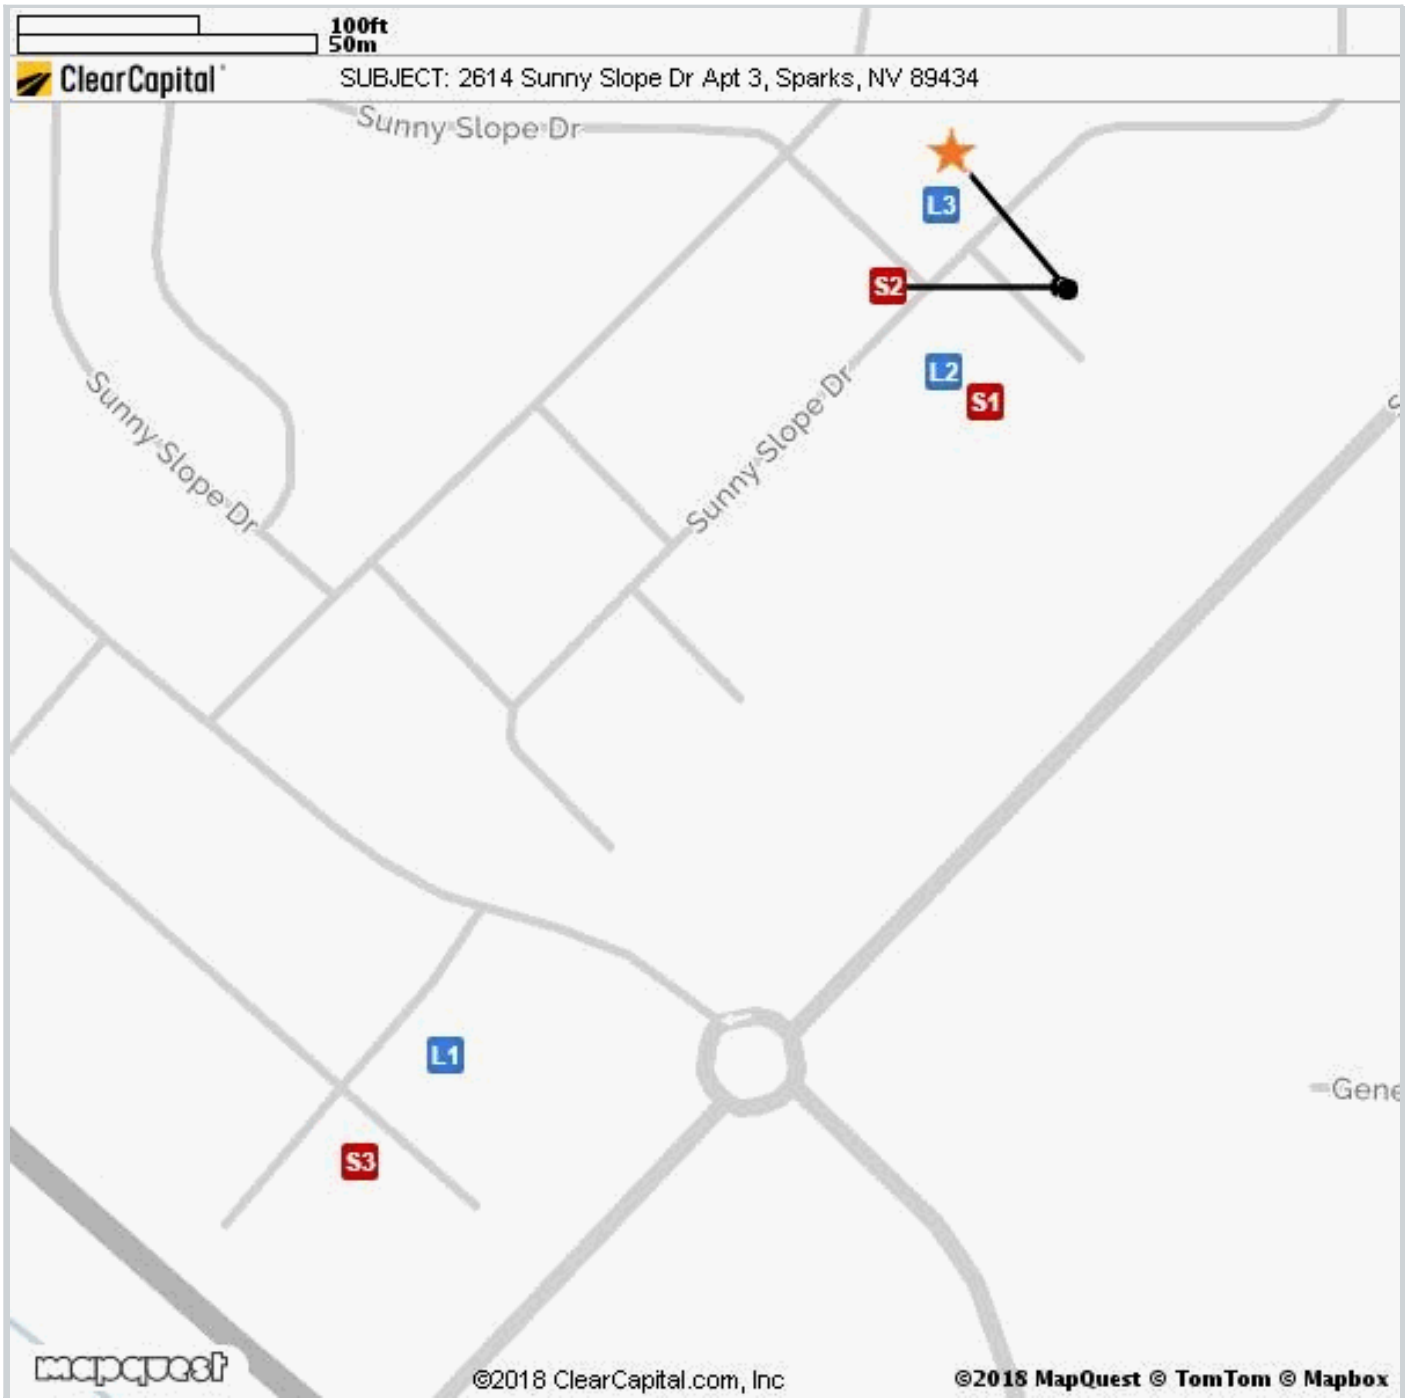 100ft
50m
ClearCapital
SUBJECT: 2614 Sunny Slope Dr Apt 3, Sparks, NV 89434
Sunny Slope Dr
L3
S2
L2
S1
Sunny Slope Dr
Sunny Slope Dr
L1
Gene
S3
mapquest
©2018 ClearCapital.com, Inc
©2018 MapQuest © TomTom © Mapbox